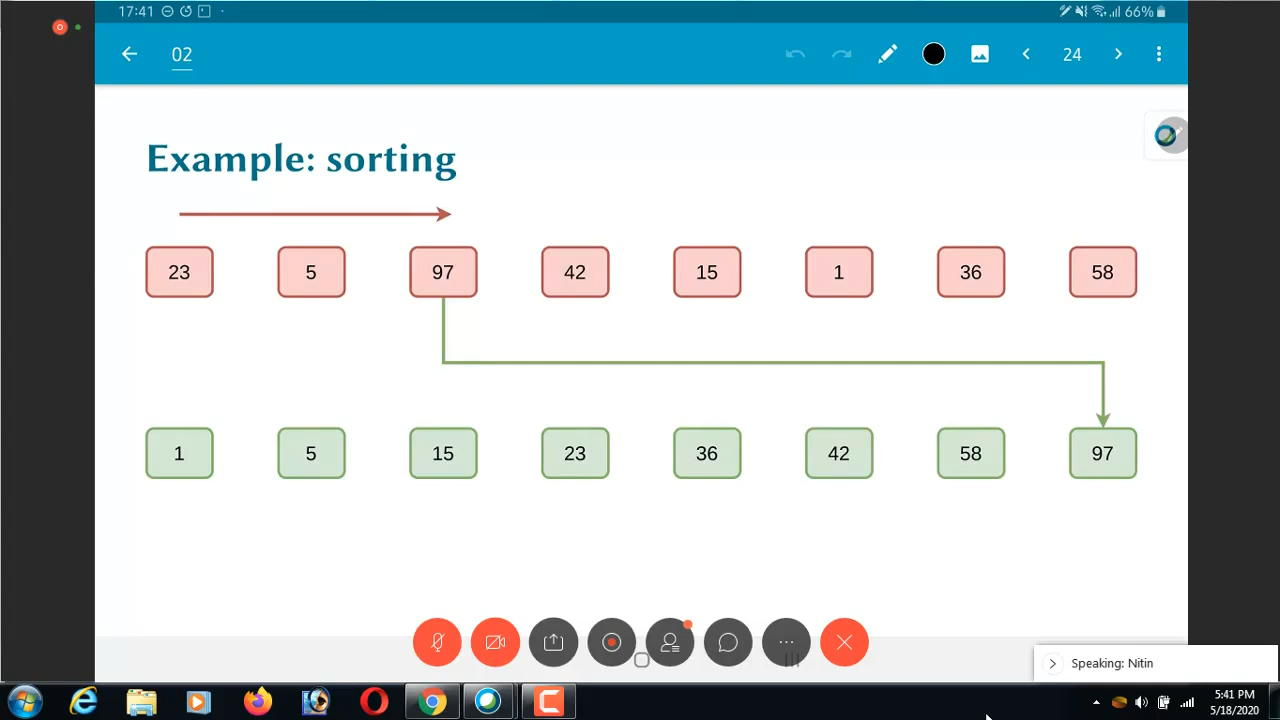 17:41
66%
02
24
Example: sorting
23 5 97 42 15 1 36 58
1 5 15 23 36 42 58 97
Speaking: Nitin
5:41 PM
5/18/2020